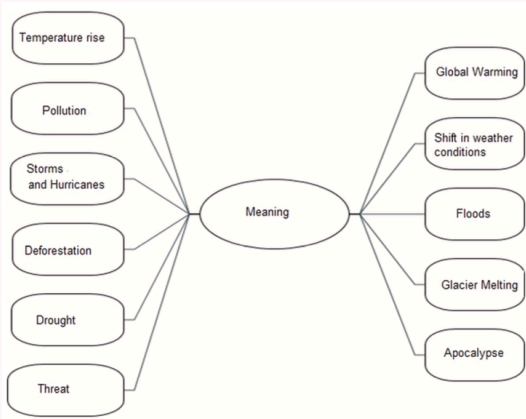 Temperature rise
Pollution
Storms
and Hurricanes
Deforestation
Drought
Threat
Meaning
Global Warming
Shift in weather
conditions
Floods
Glacier Melting
Apocalypse